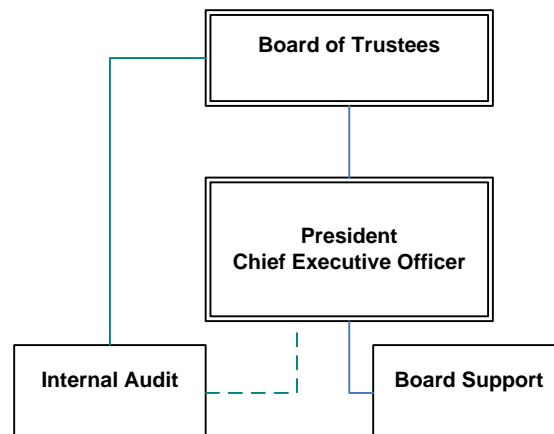 Board of Trustees
President
Chief Executive Officer
Internal Audit
Board Support